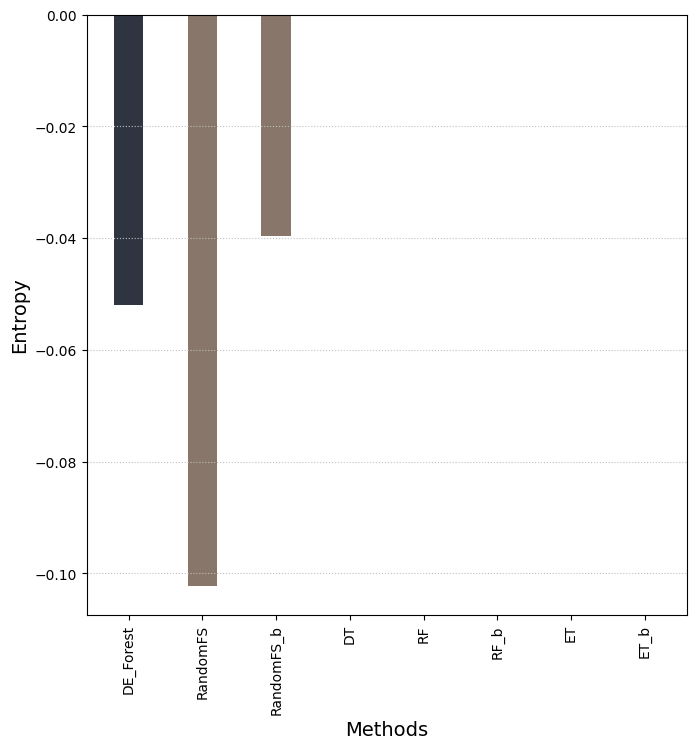 0.00
−0.02
−0.04
−0.06
−0.08
−0.10
Entropy
DE_Forest
RandomFS
RandomFS_b
DT
RF
RF_b
ET
ET_b
Methods